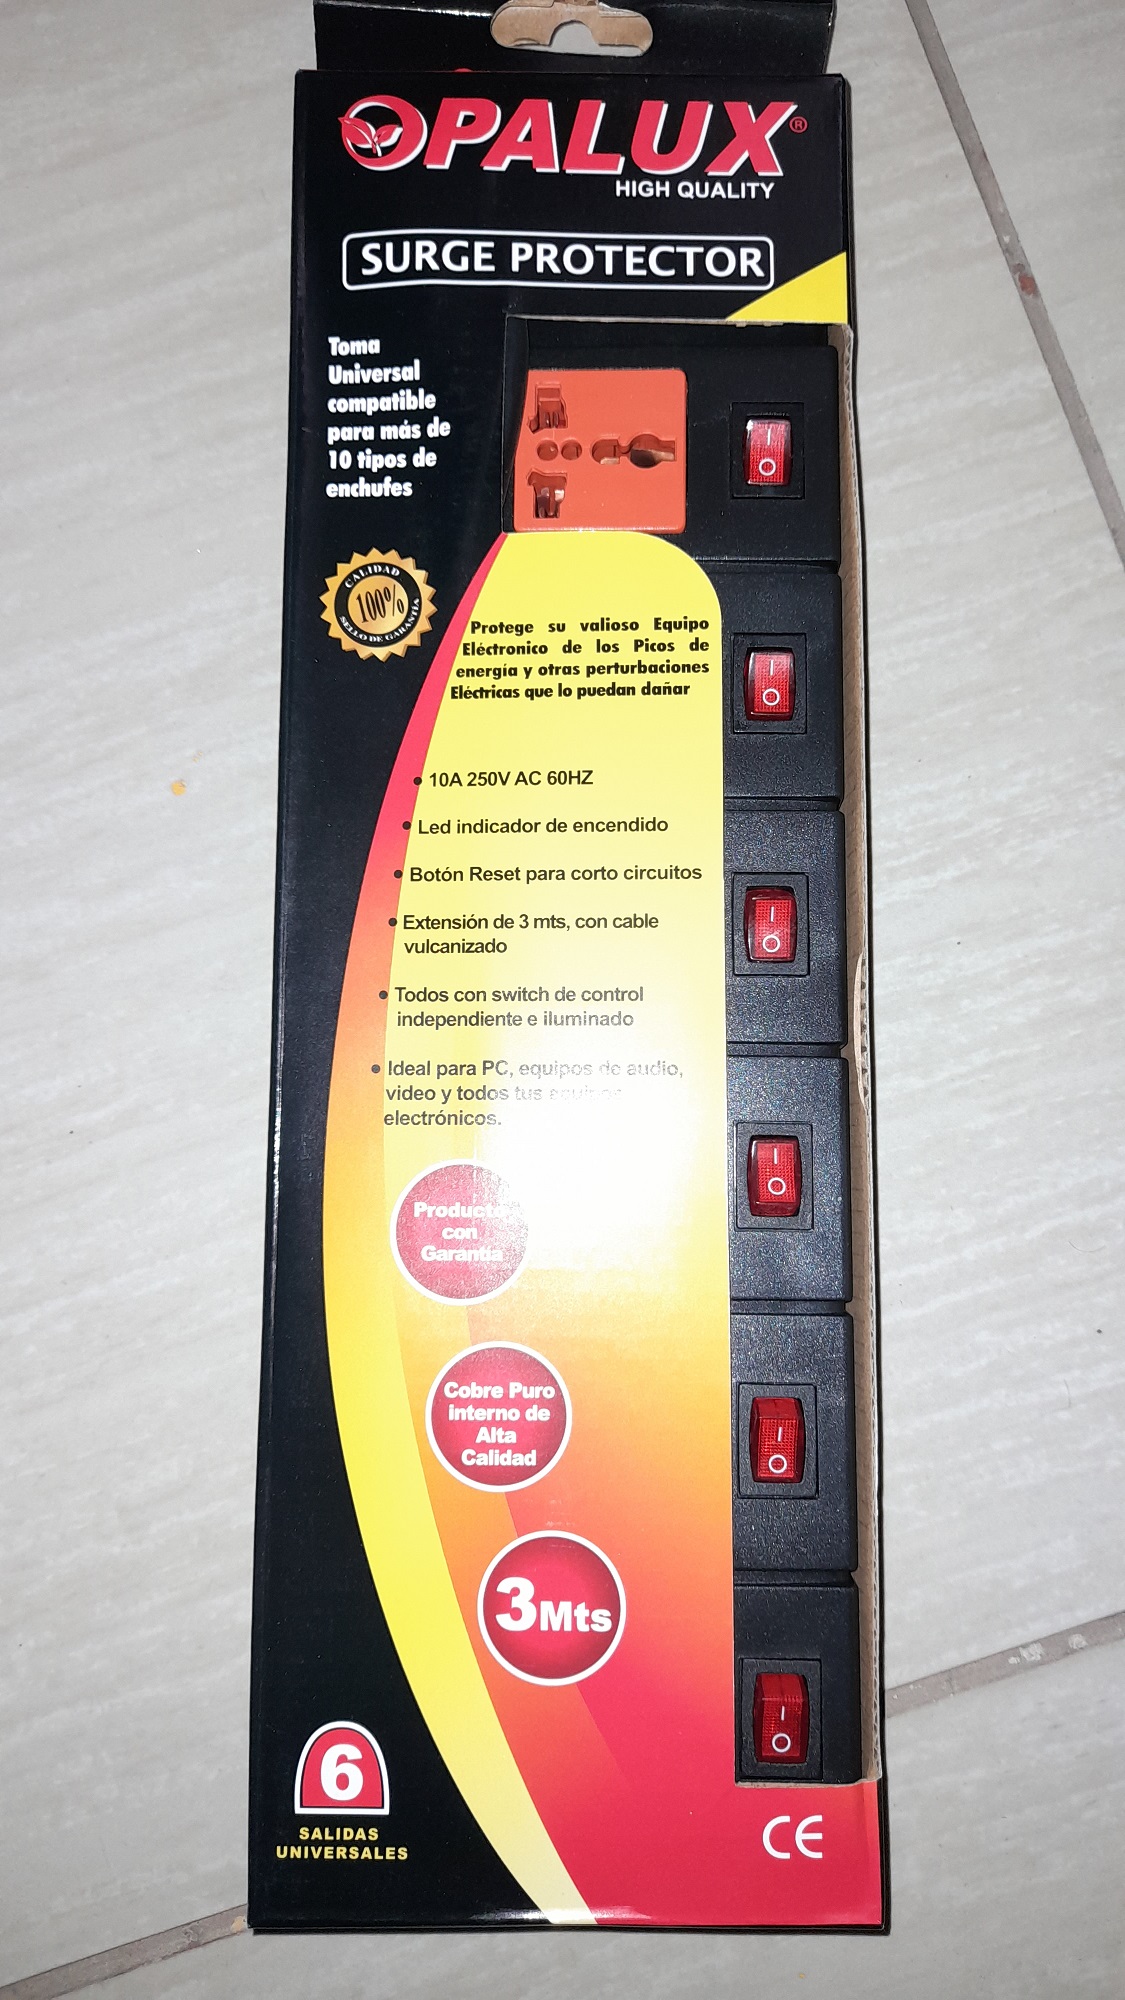 OPALUX®
HIGH QUALITY
SURGE PROTECTOR
Toma
Universal
compatible
para más de
10 tipos de
enchufes
CALIDAD
100%
SELLO DE GARANTÍA
Protege su valioso Equipo
Eléctronico de los Picos de
energía y otras perturbaciones
Eléctricas que lo puedan dañar
• 10A 250V AC 60HZ
• Led indicador de encendido
• Botón Reset para corto circuitos
• Extensión de 3 mts, con cable
vulcanizado
• Todos con switch de control
independiente e iluminado
• Ideal para PC, equipos de audio,
video y todos tus equipos
electrónicos.
Producto
con
Garantía
Cobre Puro
interno de
Alta
Calidad
3Mts
6
SALIDAS
UNIVERSALES
CE